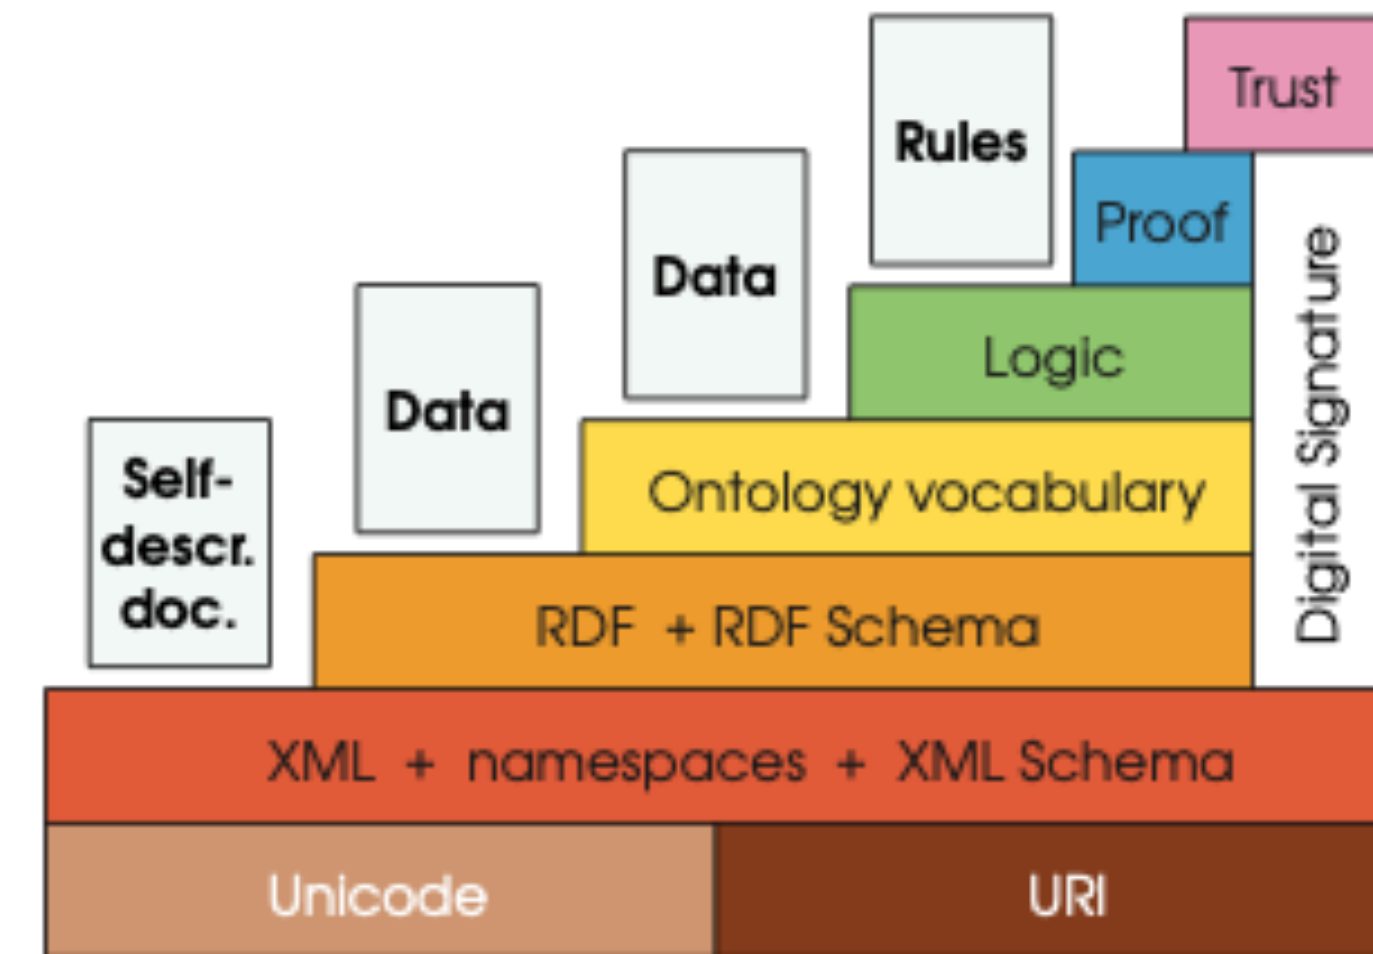 Trust
Rules
Proof
Data
Logic
Data
Digital Signature
Self-
descr.
doc.
Ontology vocabulary
RDF + RDF Schema
XML + namespaces + XML Schema
Unicode
URI